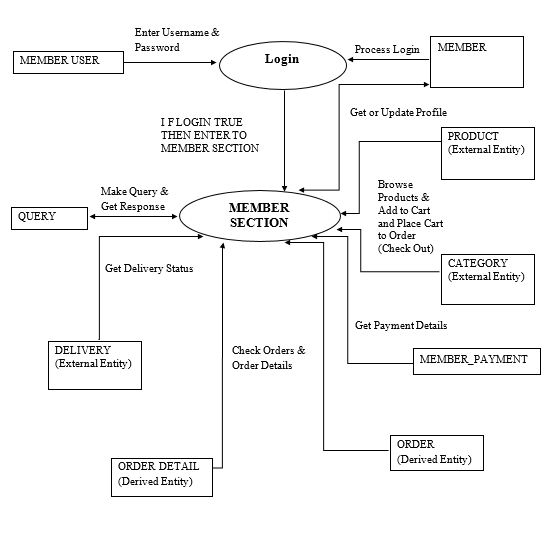 Enter Username &
Password
MEMBER USER
Login
Process Login
MEMBER
I F LOGIN TRUE
THEN ENTER TO
MEMBER SECTION
Get or Update Profile
PRODUCT
(External Entity)
Make Query &
Get Response
QUERY
MEMBER
SECTION
Browse
Products &
Add to Cart
and Place Cart
to Order
(Check Out)
Get Delivery Status
CATEGORY
(External Entity)
Get Payment Details
DELIVERY
(External Entity)
Check Orders &
Order Details
MEMBER_PAYMENT
ORDER
(Derived Entity)
ORDER DETAIL
(Derived Entity)